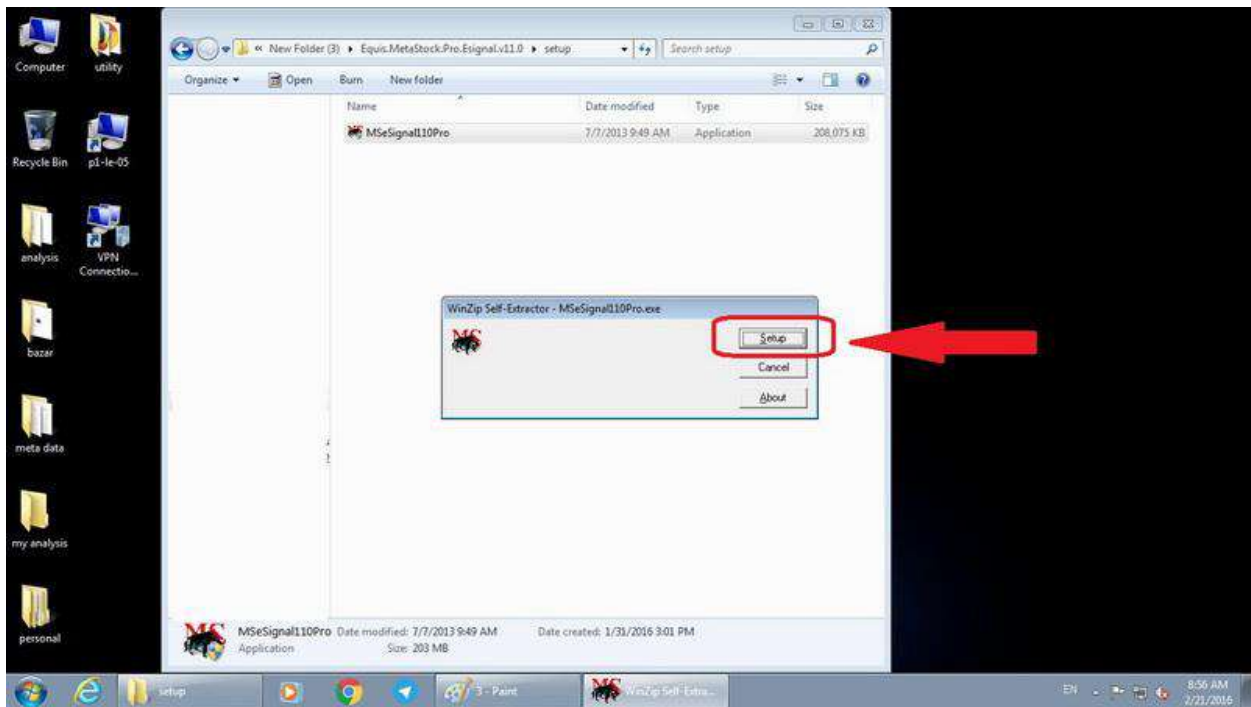 Computer
utility
Recycle Bin
p1-le-05
analysis
VPN Connectio...
bazar
meta data
my analysis
personal
« New Folder (3) ▸ Equis.MetaStock.Pro.Esignal.v11.0 ▸ setup
Search setup
Organize ▾ Open Burn New folder
Name Date modified Type Size
MSeSignal110Pro 7/7/2013 9:49 AM Application 208,075 KB
WinZip Self-Extractor - MSeSignal110Pro.exe
MS
Setup
Cancel
About
MS
MSeSignal110Pro Date modified: 7/7/2013 9:49 AM Date created: 1/31/2016 3:01 PM
Application Size: 203 MB
setup
3 - Paint
WinZip Self-Extra...
EN
8:56 AM
2/21/2016